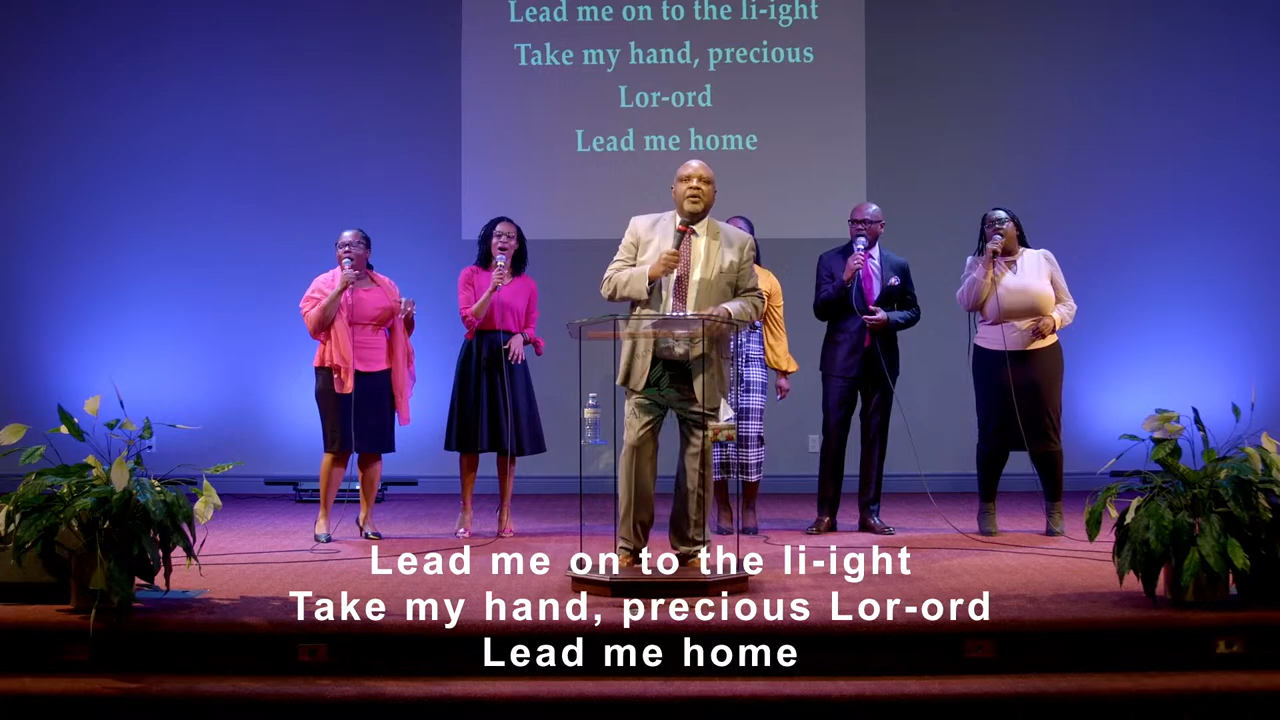 Lead me on to the li-ight
Take my hand, precious
Lor-ord
Lead me home
Lead me on to the li-ight
Take my hand, precious Lor-ord
Lead me home